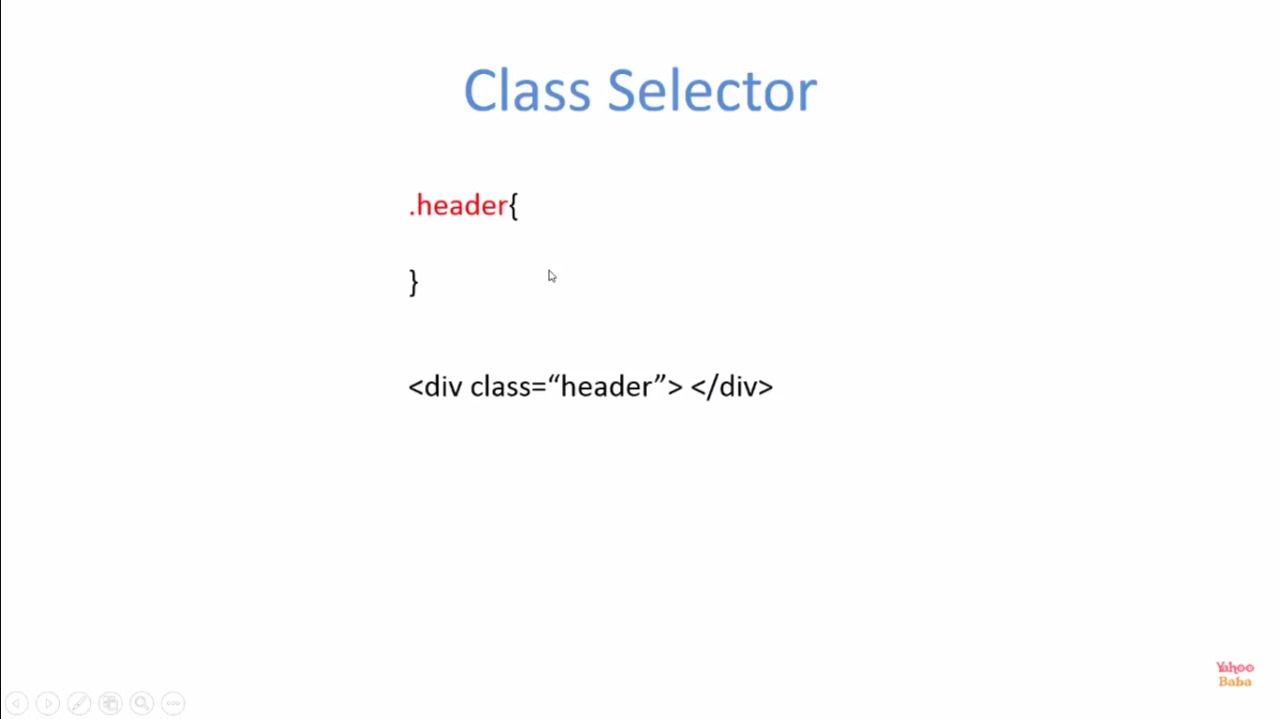 Class Selector
.header{
}
<div class=“header”> </div>
Yahoo
Baba